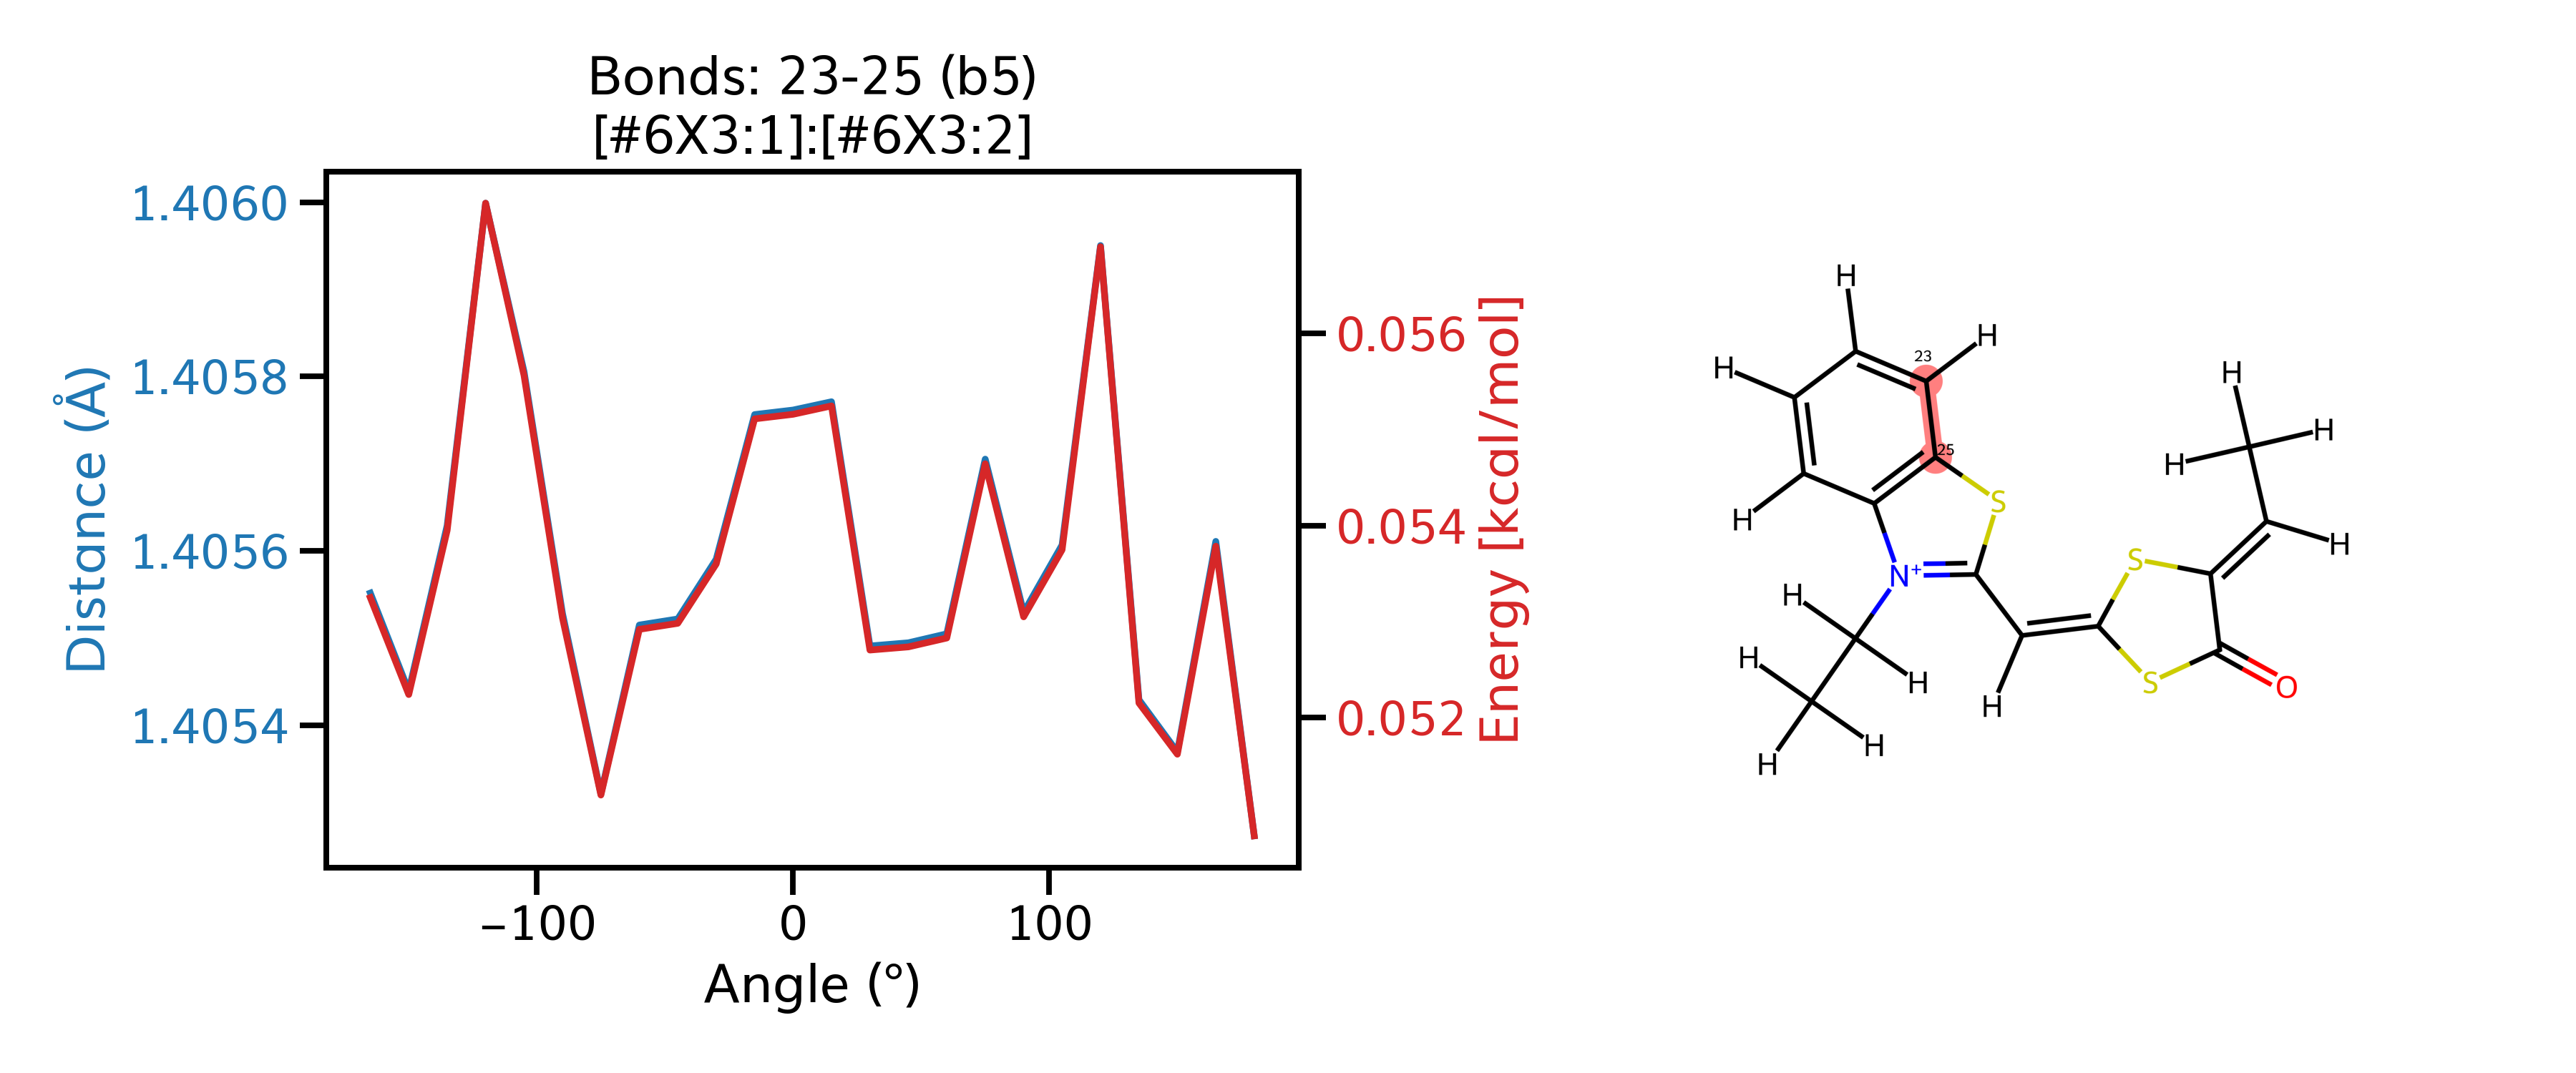 Bonds: 23-25 (b5)
[#6X3:1]:[#6X3:2]
1.4060
1.4058
1.4056
1.4054
Distance (Å)
0.056
0.054
0.052
Energy [kcal/mol]
−100
0
100
Angle (°)
H
H
23
H
H
H
25
H
H
S
H
H
S
N⁺
H
H
H
S
O
H
H
H